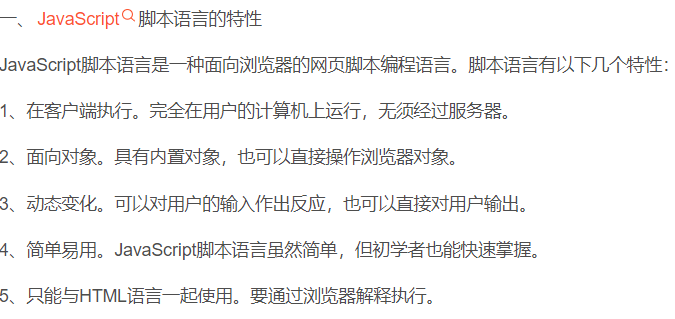 一、JavaScript脚本语言的特性
JavaScript脚本语言是一种面向浏览器的网页脚本编程语言。脚本语言有以下几个特性：
1、在客户端执行。完全在用户的计算机上运行，无须经过服务器。
2、面向对象。具有内置对象，也可以直接操作浏览器对象。
3、动态变化。可以对用户的输入作出反应，也可以直接对用户输出。
4、简单易用。JavaScript脚本语言虽然简单，但初学者也能快速掌握。
5、只能与HTML语言一起使用。要通过浏览器解释执行。